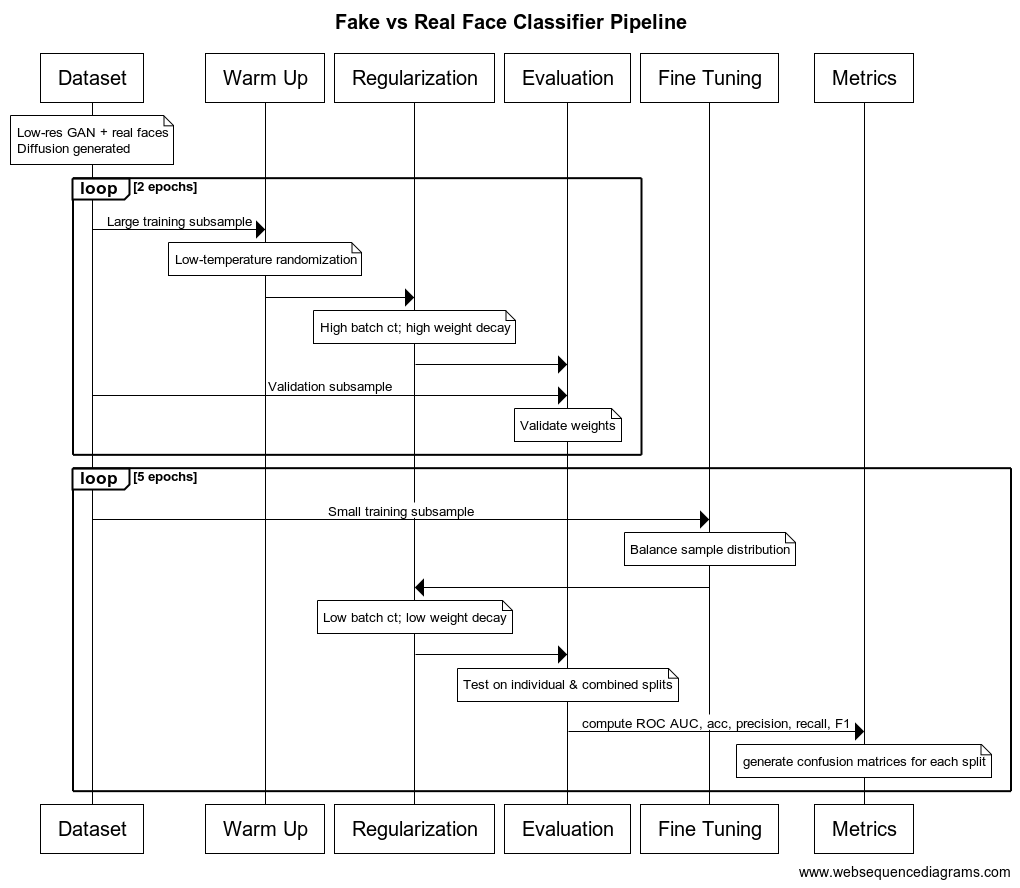 Fake vs Real Face Classifier Pipeline
Dataset
Warm Up
Regularization
Evaluation
Fine Tuning
Metrics
Low-res GAN + real faces
Diffusion generated
loop [2 epochs]
Large training subsample
Low-temperature randomization
High batch ct; high weight decay
Validation subsample
Validate weights
loop [5 epochs]
Small training subsample
Balance sample distribution
Low batch ct; low weight decay
Test on individual & combined splits
compute ROC AUC, acc, precision, recall, F1
generate confusion matrices for each split
Dataset
Warm Up
Regularization
Evaluation
Fine Tuning
Metrics
www.websequencediagrams.com